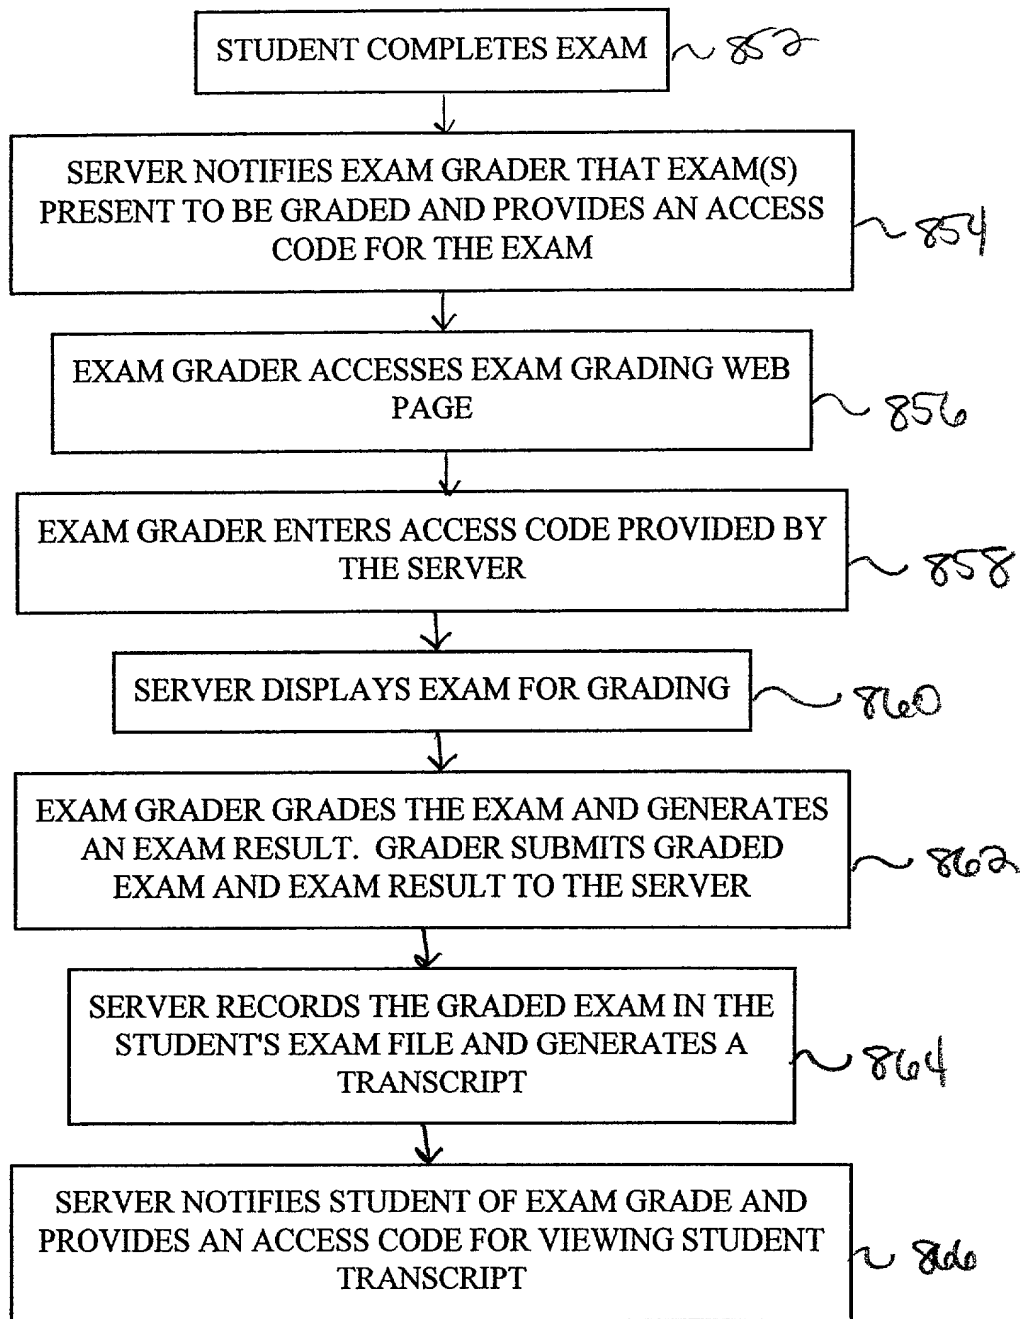 STUDENT COMPLETES EXAM 852
SERVER NOTIFIES EXAM GRADER THAT EXAM(S)
PRESENT TO BE GRADED AND PROVIDES AN ACCESS
CODE FOR THE EXAM
854
EXAM GRADER ACCESSES EXAM GRADING WEB
PAGE
856
EXAM GRADER ENTERS ACCESS CODE PROVIDED BY
THE SERVER
858
SERVER DISPLAYS EXAM FOR GRADING 860
EXAM GRADER GRADES THE EXAM AND GENERATES
AN EXAM RESULT. GRADER SUBMITS GRADED
EXAM AND EXAM RESULT TO THE SERVER
862
SERVER RECORDS THE GRADED EXAM IN THE
STUDENT'S EXAM FILE AND GENERATES A
TRANSCRIPT
864
SERVER NOTIFIES STUDENT OF EXAM GRADE AND
PROVIDES AN ACCESS CODE FOR VIEWING STUDENT
TRANSCRIPT
866